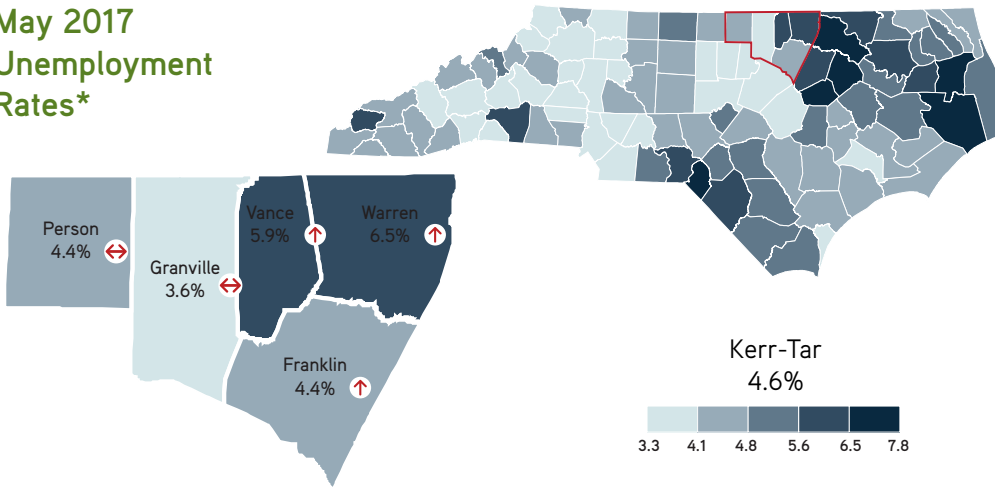 May 2017
Unemployment
Rates*
Person
4.4%
Granville
3.6%
Vance
5.9%
Warren
6.5%
Franklin
4.4%
Kerr-Tar
4.6%
3.3 4.1 4.8 5.6 6.5 7.8